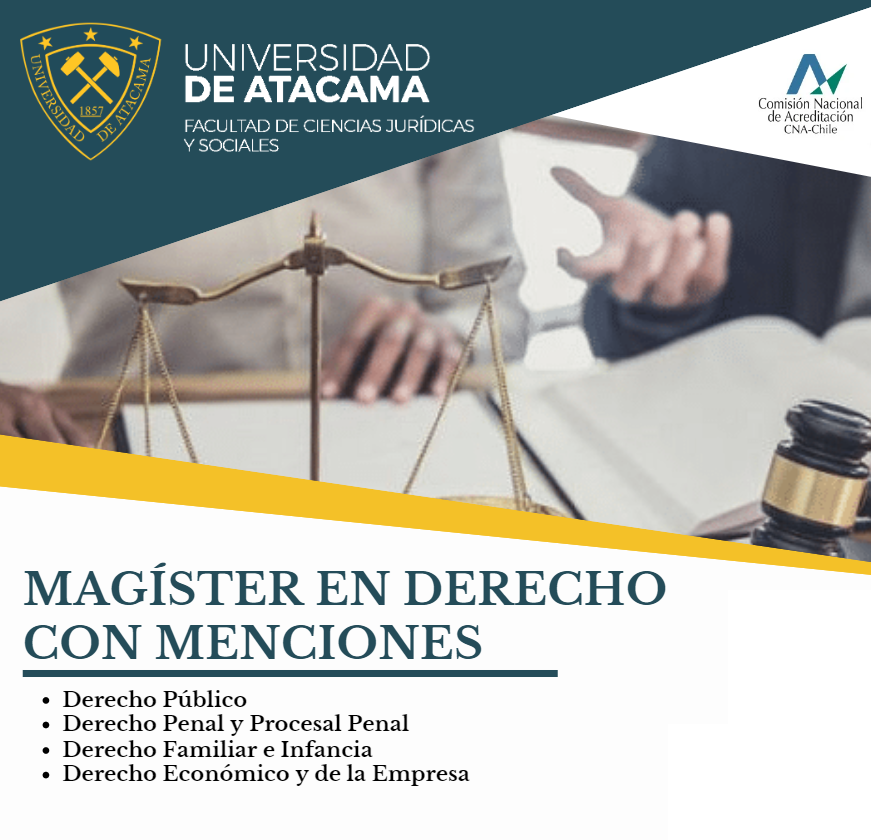 UNIVERSIDAD DE ATACAMA
1857
UNIVERSIDAD
DE ATACAMA
FACULTAD DE CIENCIAS JURÍDICAS
Y SOCIALES
Comisión Nacional
de Acreditación
CNA-Chile
MAGÍSTER EN DERECHO
CON MENCIONES
• Derecho Público
• Derecho Penal y Procesal Penal
• Derecho Familiar e Infancia
• Derecho Económico y de la Empresa